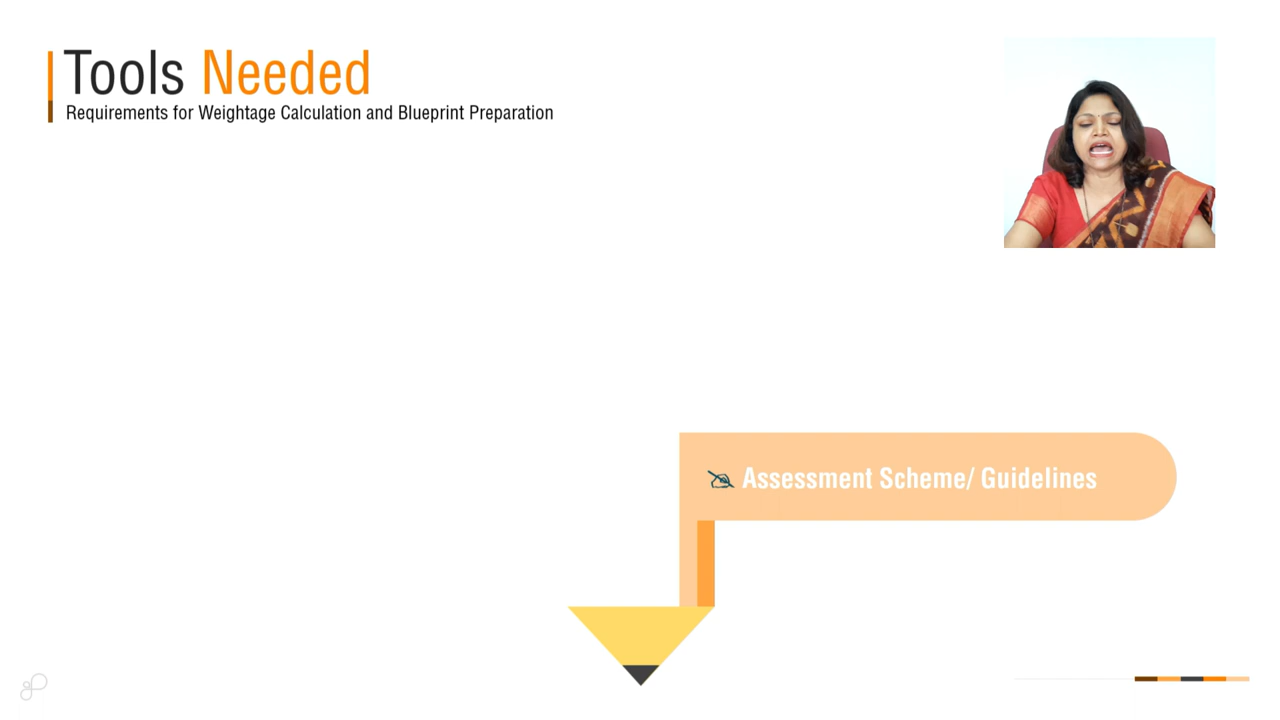 Tools Needed
Requirements for Weightage Calculation and Blueprint Preparation
Assessment Scheme/ Guidelines